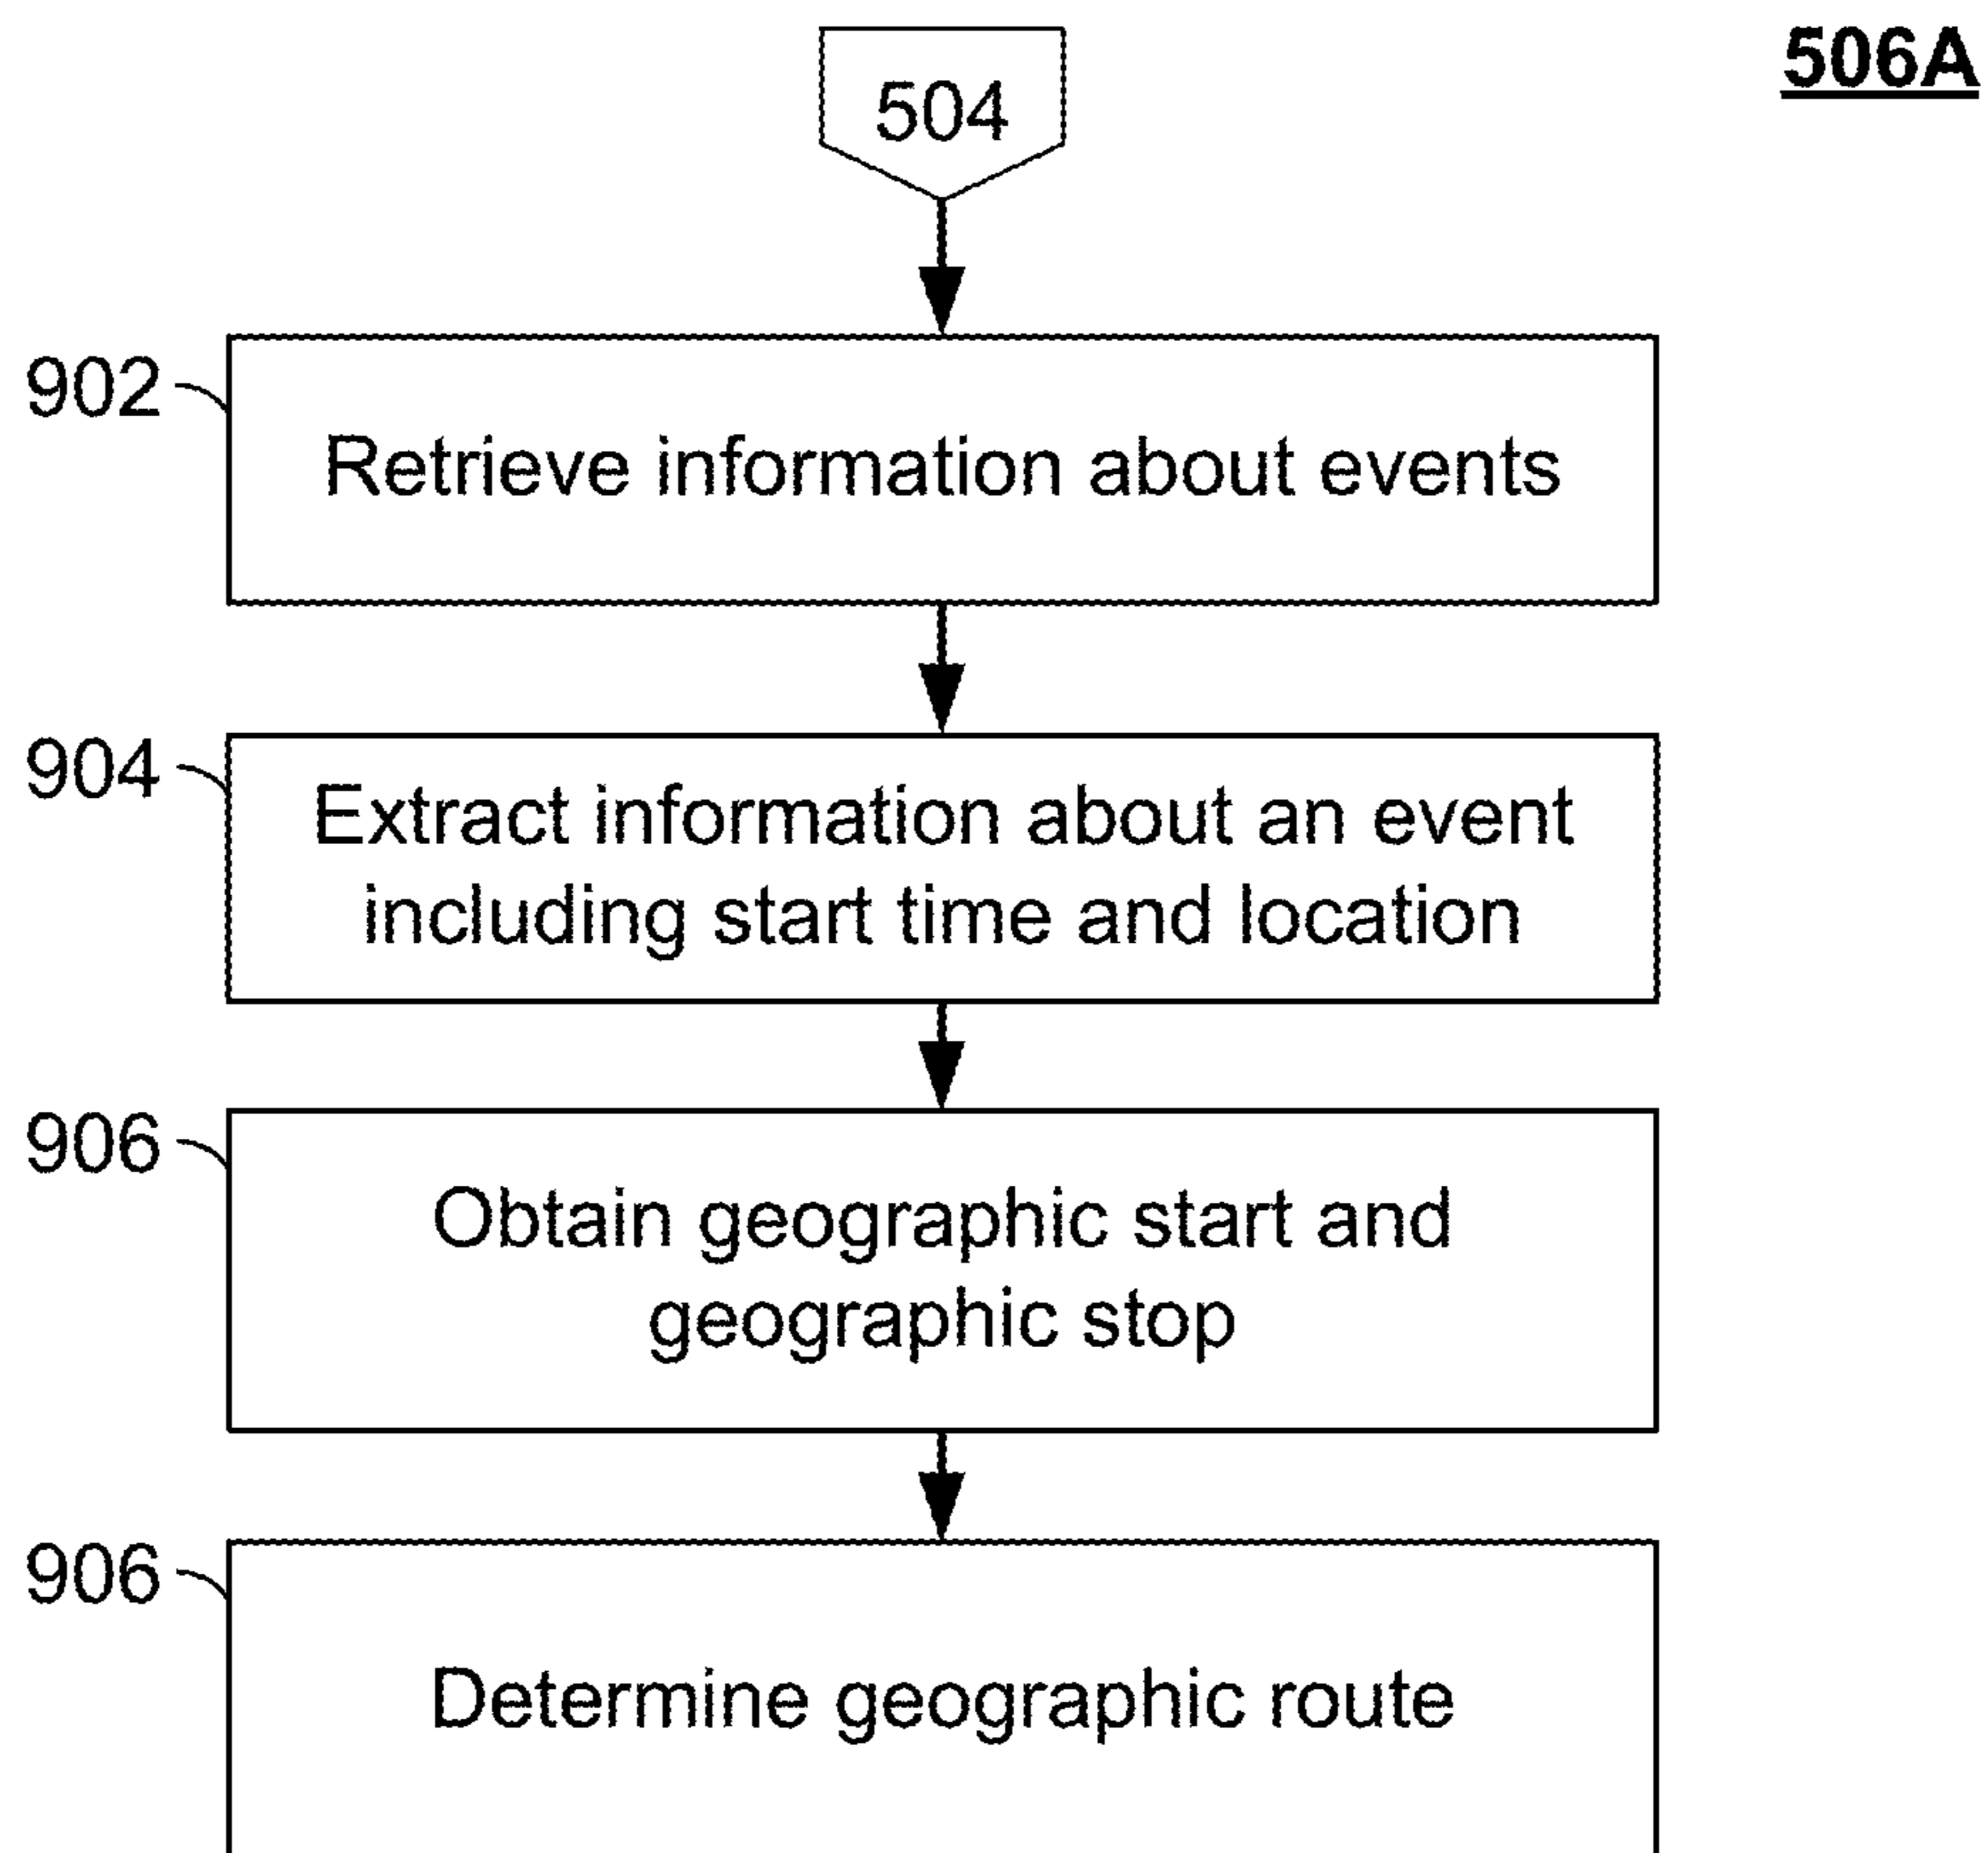 506A
504
902
Retrieve information about events
904
Extract information about an event
including start time and location
906
Obtain geographic start and
geographic stop
906
Determine geographic route